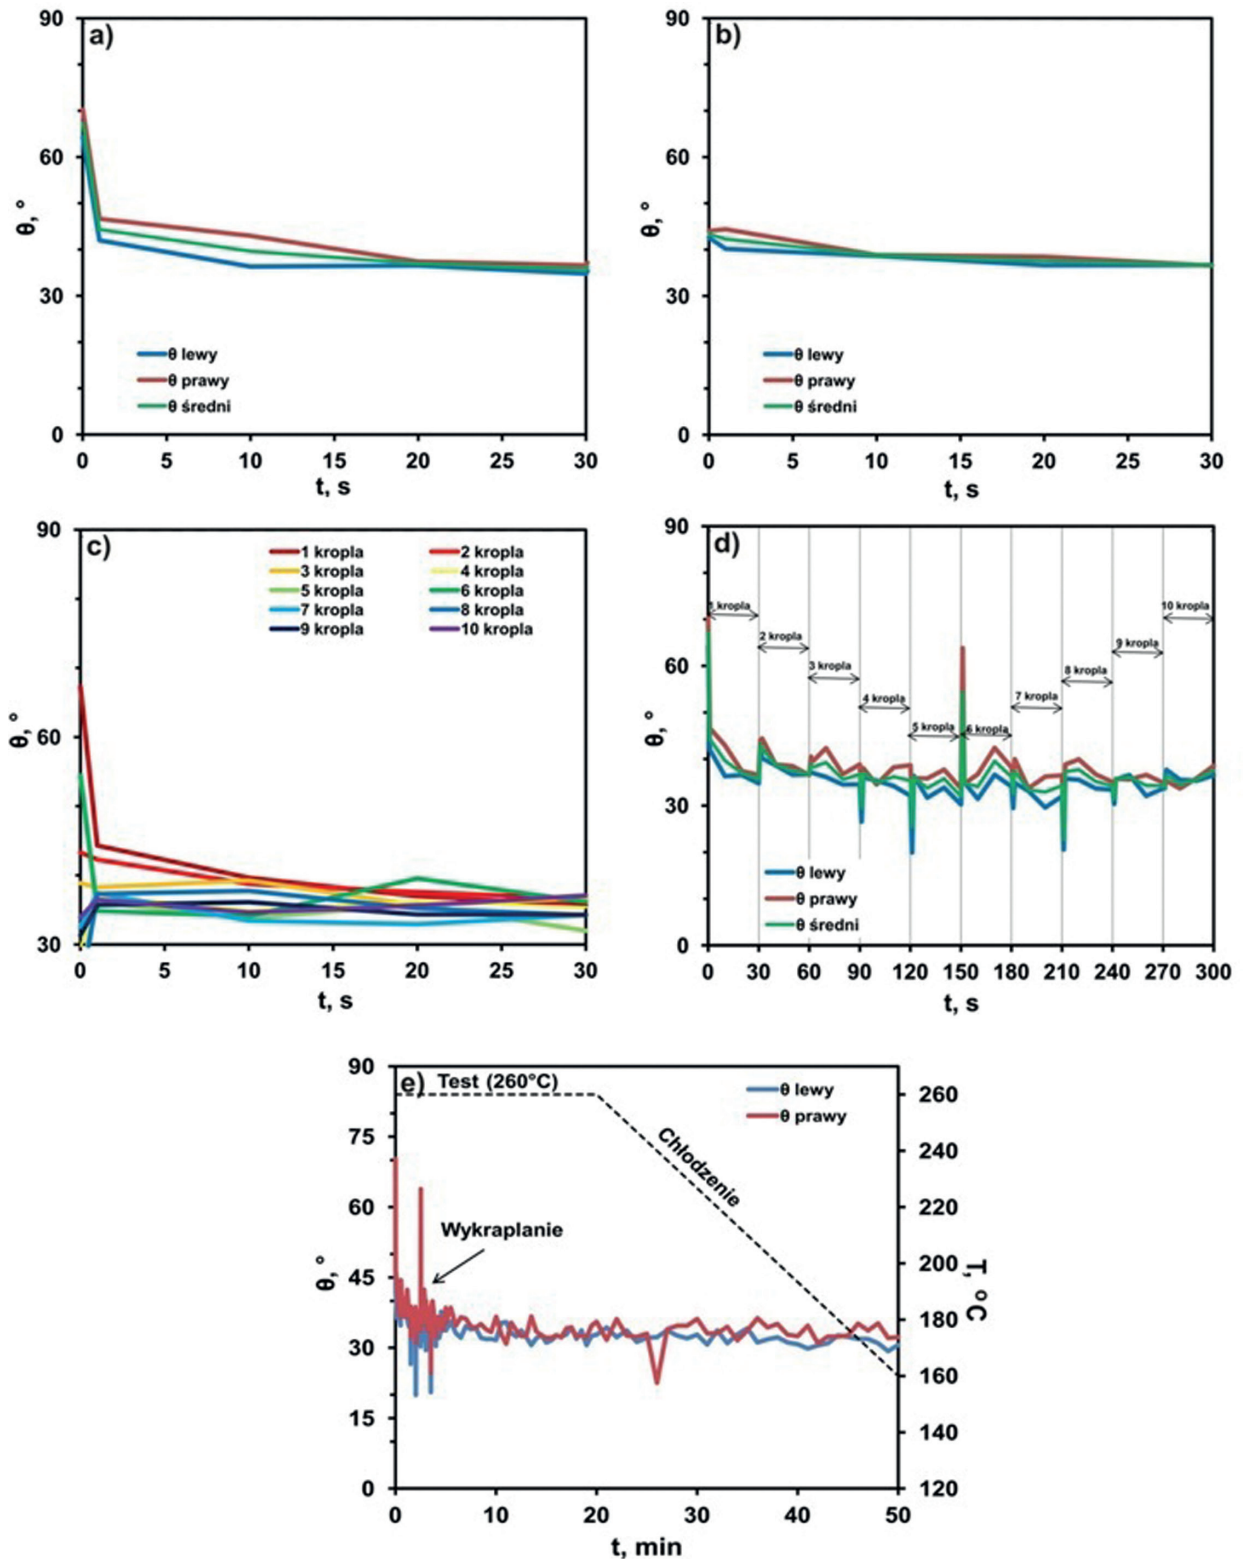 a)
90
60
30
0
θ, °
θ lewy
θ prawy
θ średni
0 5 10 15 20 25 30
t, s
b)
90
60
30
0
θ, °
θ lewy
θ prawy
θ średni
0 5 10 15 20 25 30
t, s
c)
90
60
30
θ, °
1 kropla 2 kropla
3 kropla 4 kropla
5 kropla 6 kropla
7 kropla 8 kropla
9 kropla 10 kropla
0 5 10 15 20 25 30
t, s
d)
90
60
30
0
θ, °
1 kropla
2 kropla
3 kropla
4 kropla
5 kropla
6 kropla
7 kropla
8 kropla
9 kropla
10 kropla
θ lewy
θ prawy
θ średni
0 30 60 90 120 150 180 210 240 270 300
t, s
e)
Test (260°C)
90
75
60
45
30
15
0
θ, °
θ lewy
θ prawy
Chłodzenie
Wykraplanie
260
240
220
200
180
160
140
120
T, °C
0 10 20 30 40 50
t, min